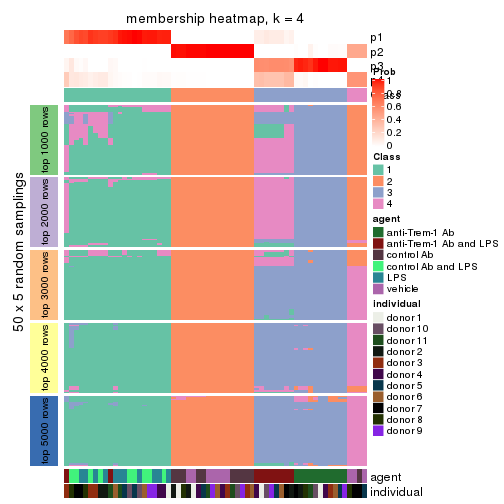 membership heatmap, k = 4
p1
p2
p3
Prob
1
0.8
0.6
0.4
0.2
0
Class
1
2
3
4
agent
anti-Trem-1 Ab
anti-Trem-1 Ab and LPS
control Ab
control Ab and LPS
LPS
vehicle
individual
donor 1
donor 10
donor 11
donor 2
donor 3
donor 4
donor 5
donor 6
donor 7
donor 8
donor 9
50 x 5 random samplings
top 1000 rows
top 2000 rows
top 3000 rows
top 4000 rows
top 5000 rows
agent
individual